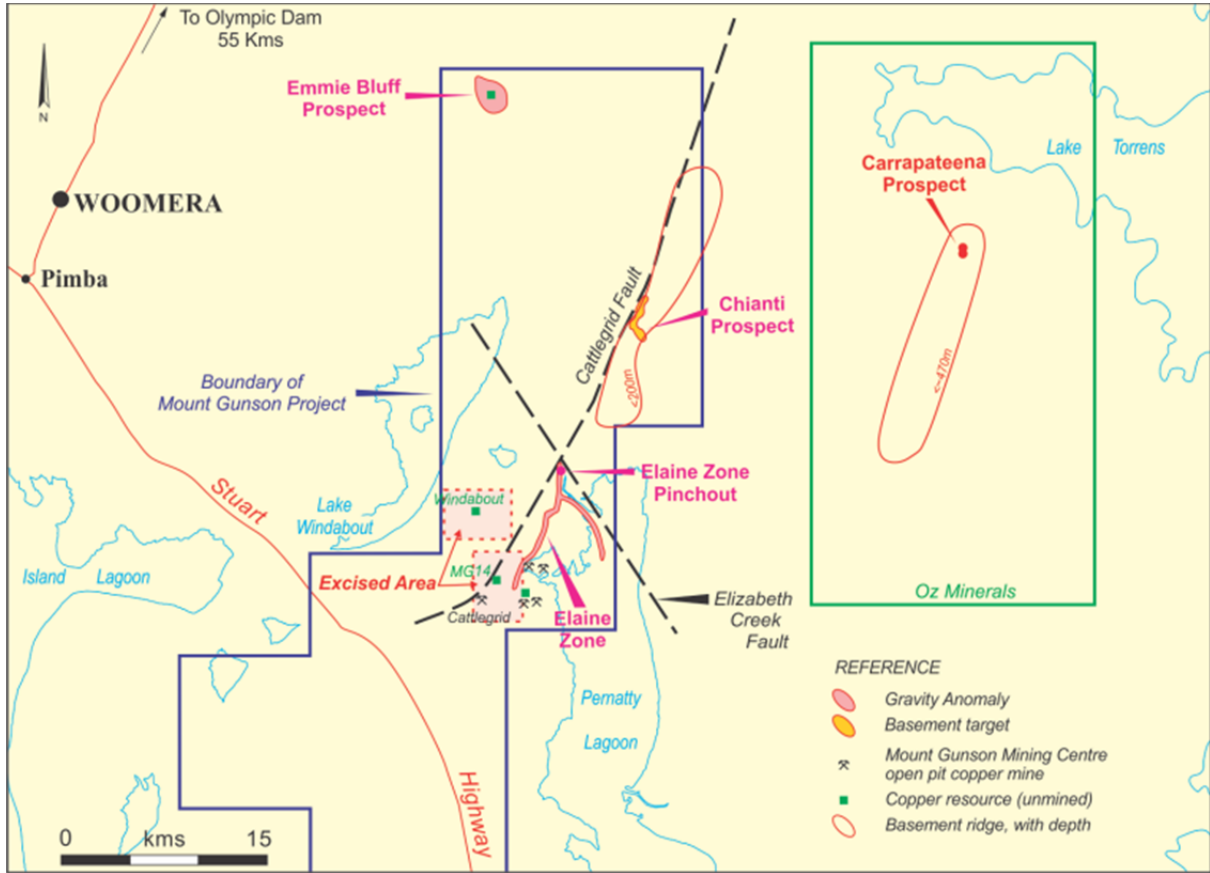 To Olympic Dam
55 Kms
N
Emmie Bluff
Prospect
WOOMERA
Pimba
Lake Torrens
Carrapateena
Prospect
Cattlegrid Fault
Chianti
Prospect
<200m
<~470m
Boundary of
Mount Gunson Project
Elaine Zone
Pinchout
Windabout
Lake
Windabout
Stuart
Island Lagoon
Excised Area
MG14
Cattlegrid
Elaine
Zone
Elizabeth
Creek
Fault
Oz Minerals
Pernatty
Lagoon
Highway
REFERENCE
Gravity Anomaly
Basement target
Mount Gunson Mining Centre
open pit copper mine
Copper resource (unmined)
Basement ridge, with depth
0 kms 15